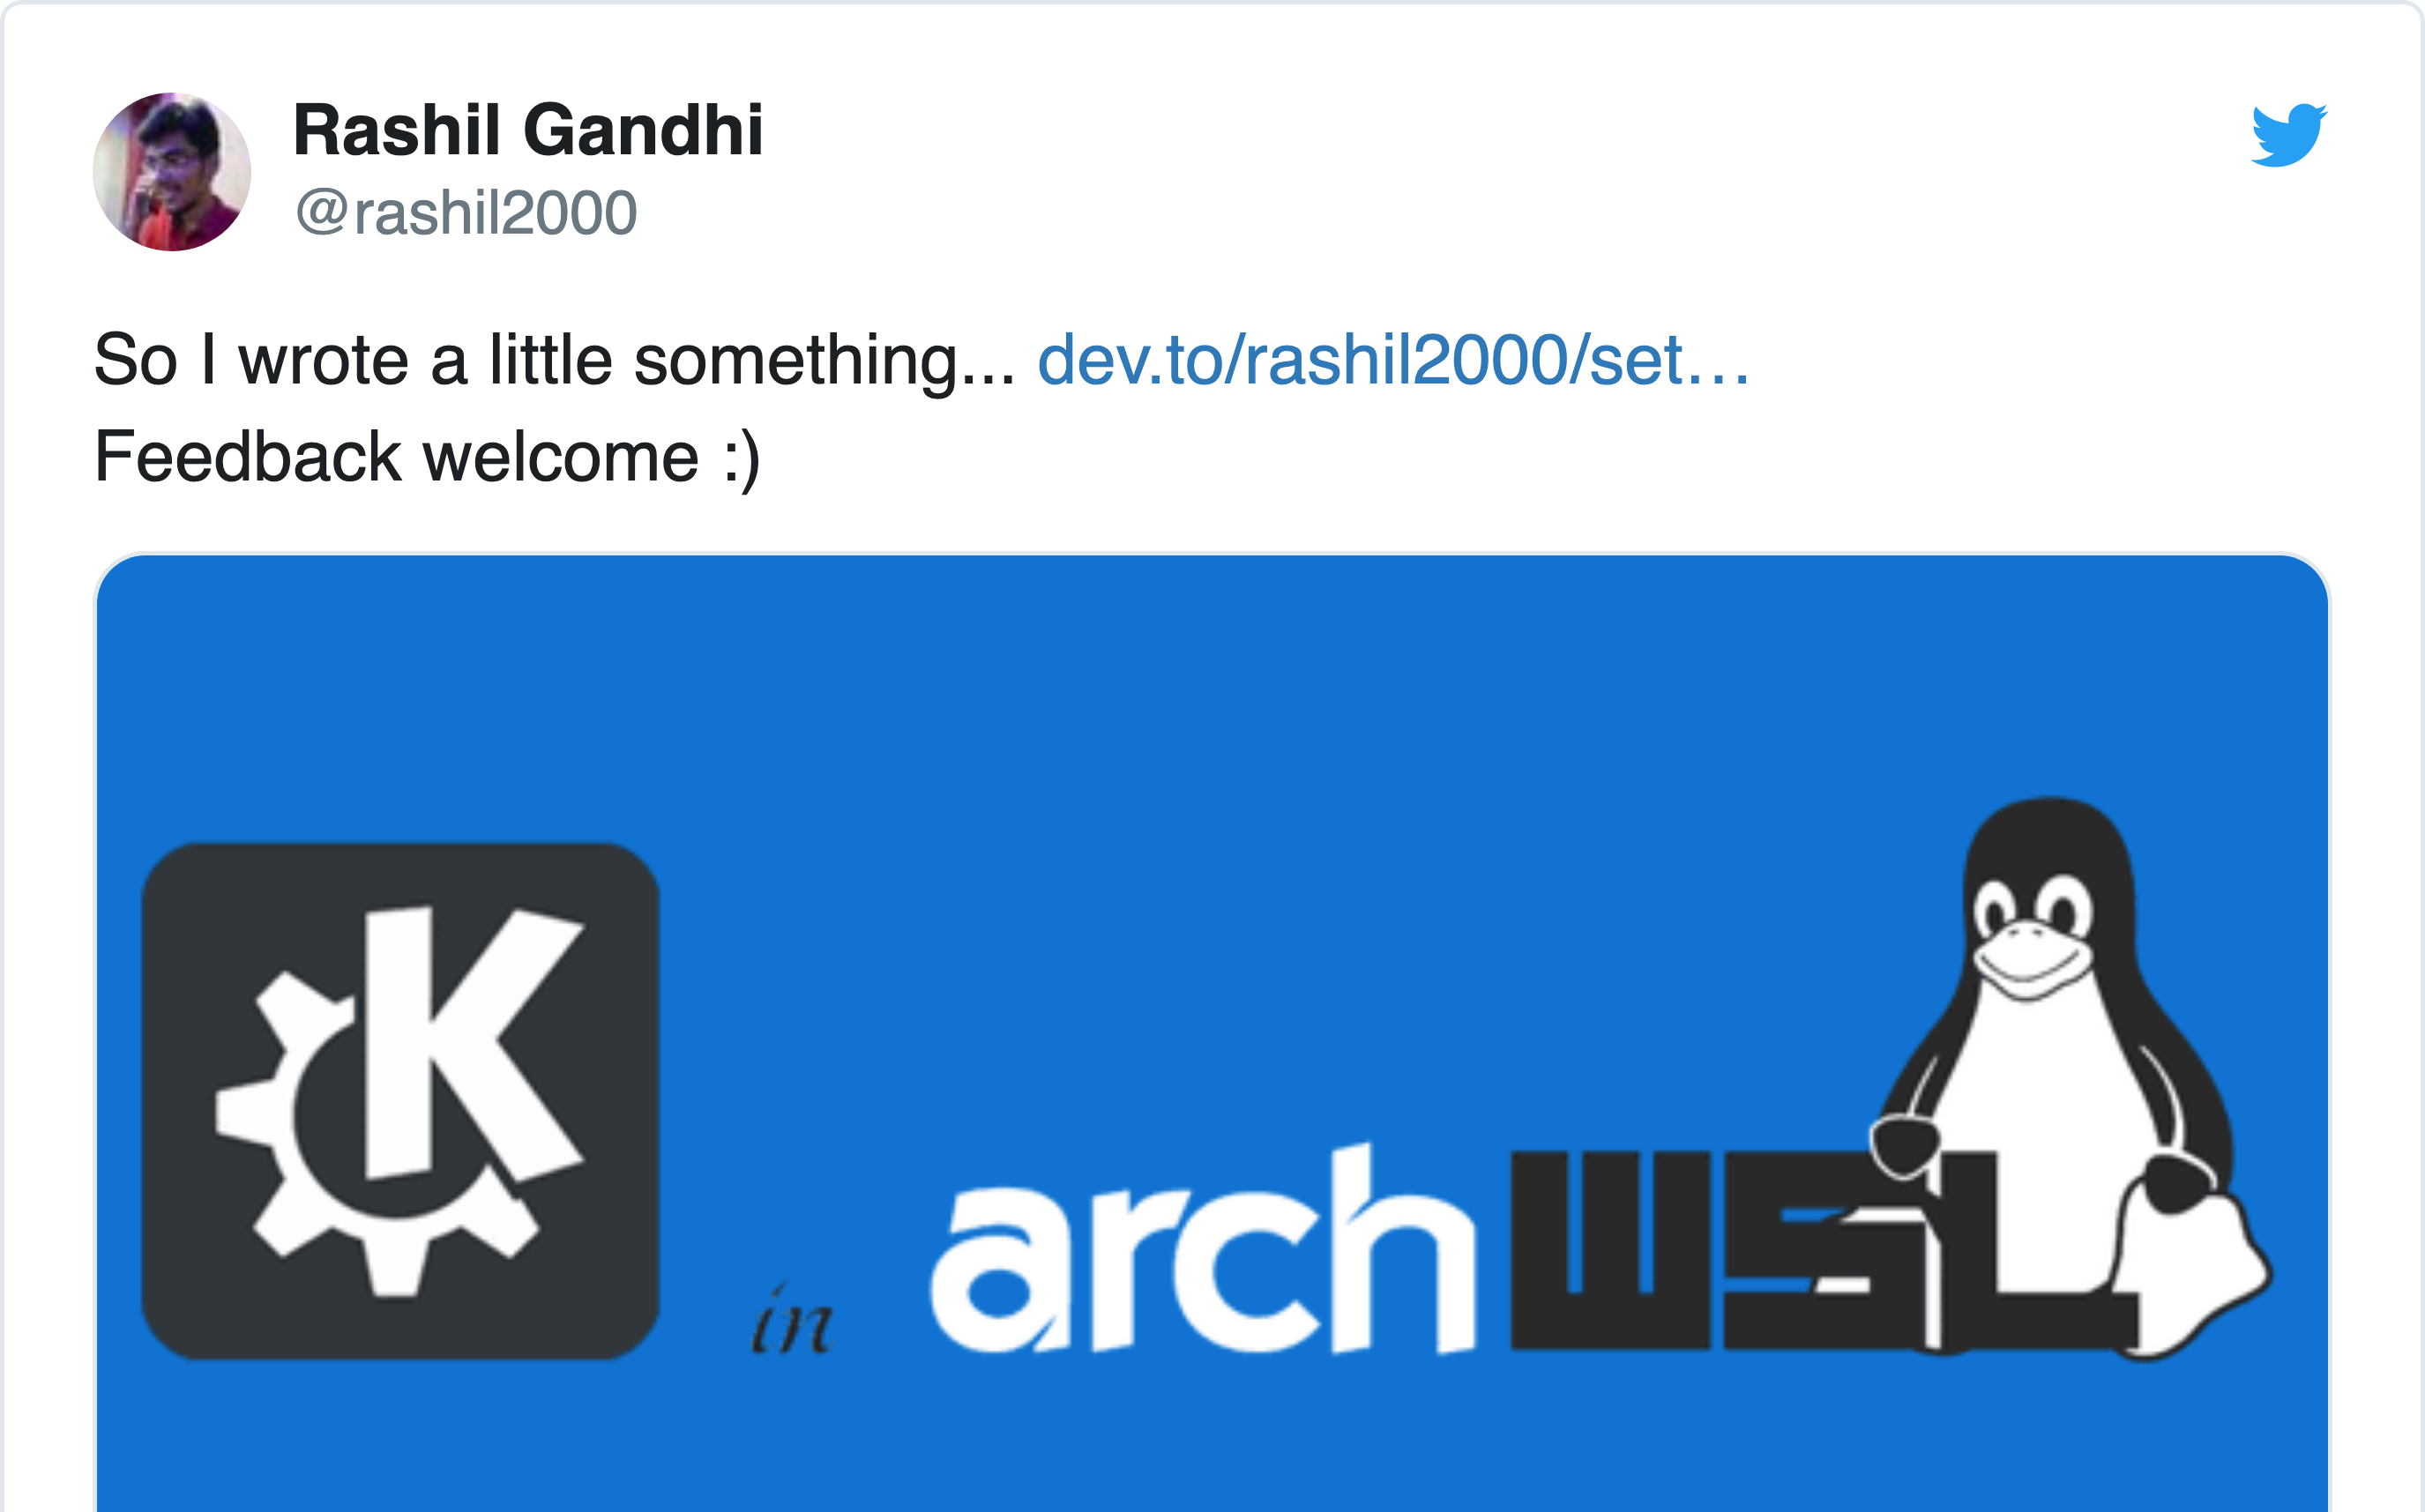 Rashil Gandhi
@rashil2000
So I wrote a little something... dev.to/rashil2000/set…
Feedback welcome :)
K
in arch WSL